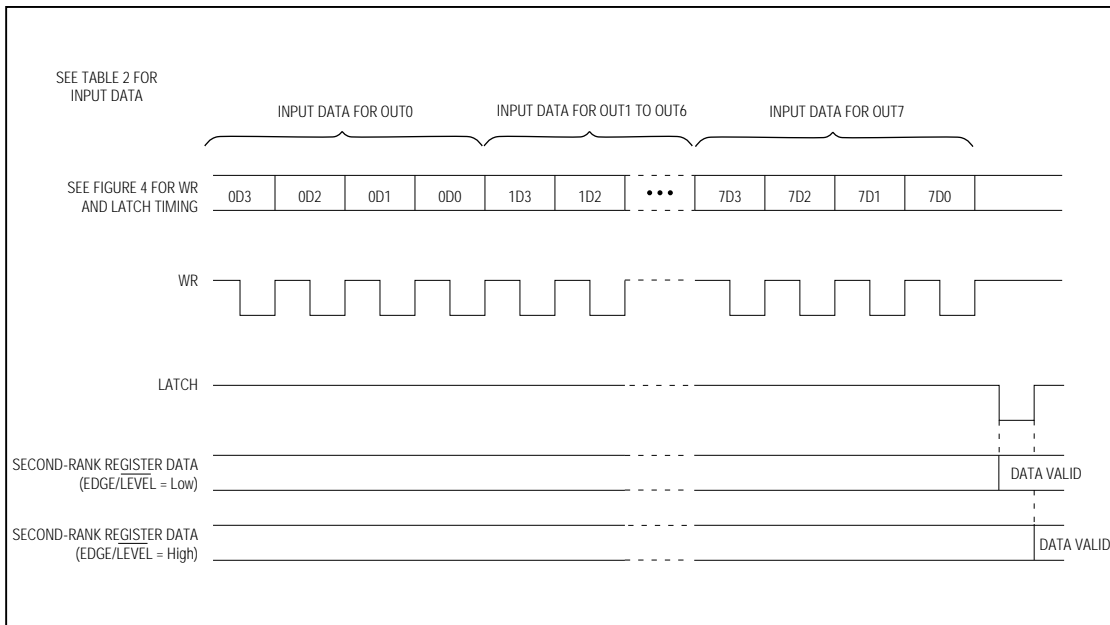 SEE TABLE 2 FOR
INPUT DATA
INPUT DATA FOR OUT0
INPUT DATA FOR OUT1 TO OUT6
INPUT DATA FOR OUT7
SEE FIGURE 4 FOR WR
AND LATCH TIMING
0D3 0D2 0D1 0D0 1D3 1D2 ••• 7D3 7D2 7D1 7D0
WR
LATCH
SECOND-RANK REGISTER DATA
(EDGE/LEVEL = Low)
DATA VALID
SECOND-RANK REGISTER DATA
(EDGE/LEVEL = High)
DATA VALID